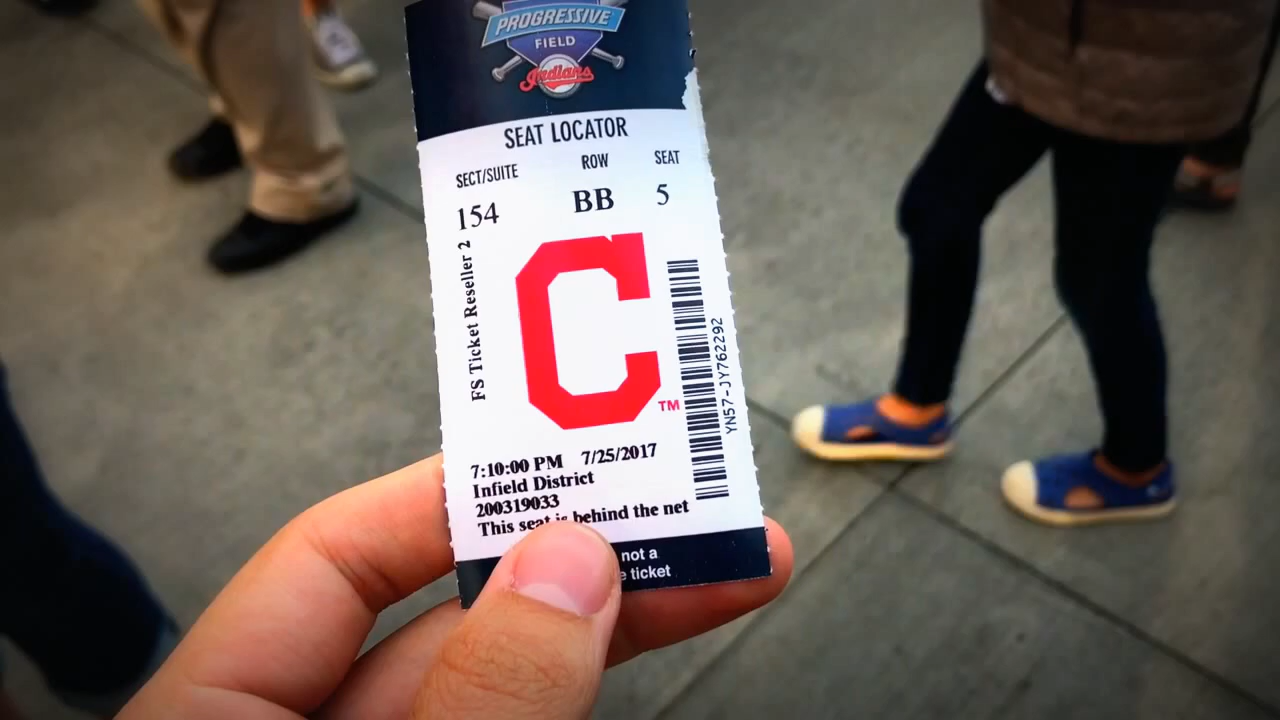 PROGRESSIVE
FIELD
Indians
SEAT LOCATOR
SECT/SUITE ROW SEAT
154 BB 5
FS Ticket Reseller 2
C
TM
YN57-JY762292
7:10:00 PM 7/25/2017
Infield District
200319033
This seat is behind the net
not a
ticket